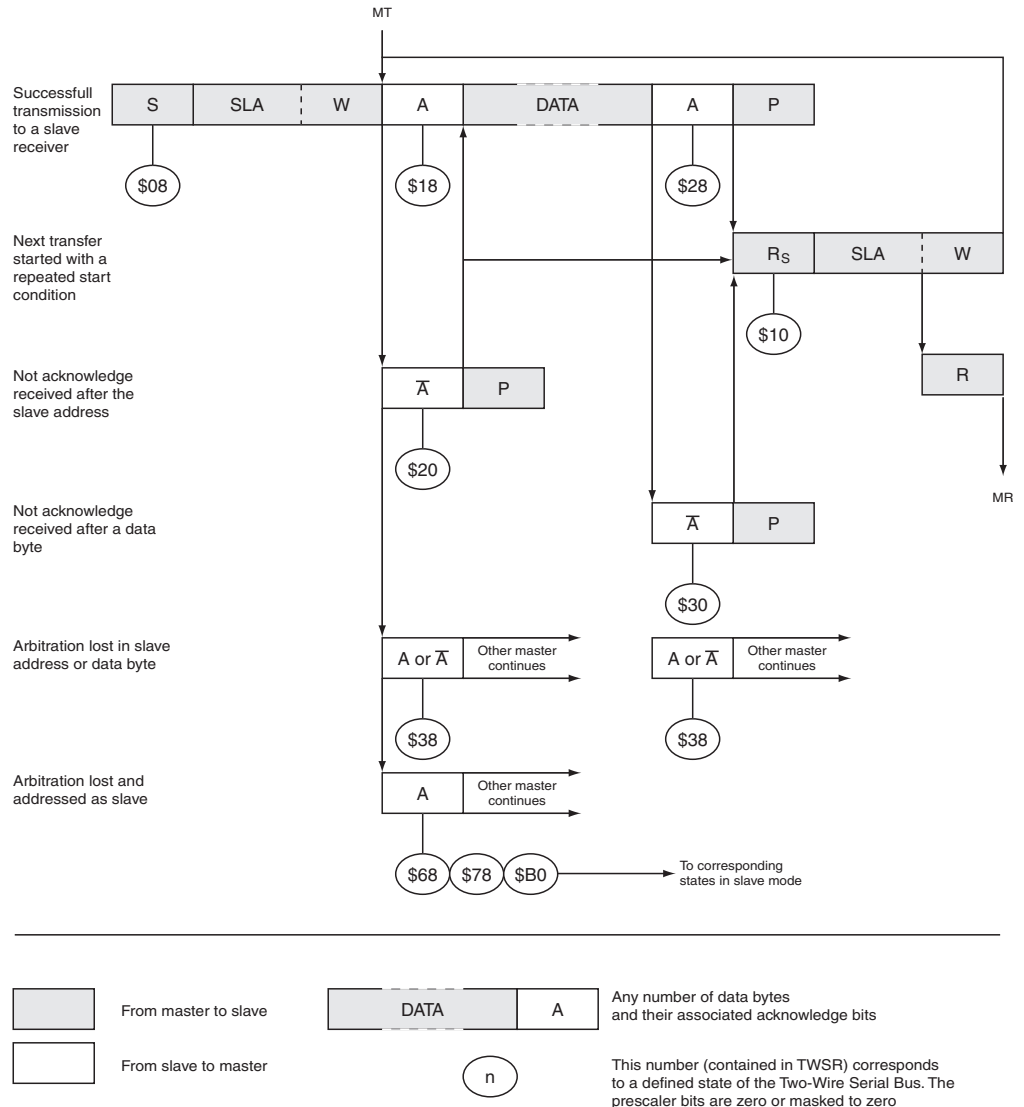 MT
Successfull
transmission
to a slave
receiver
S SLA W A DATA A P
$08 $18 $28
Next transfer
started with a
repeated start
condition
RS SLA W
$10
Not acknowledge
received after the
slave address
A̅ P
R
$20
MR
Not acknowledge
received after a data
byte
A̅ P
$30
Arbitration lost in slave
address or data byte
A or A̅ Other master
continues
A or A̅ Other master
continues
$38 $38
Arbitration lost and
addressed as slave
A Other master
continues
$68 $78 $B0
To corresponding
states in slave mode
From master to slave
DATA A
Any number of data bytes
and their associated acknowledge bits
From slave to master
n
This number (contained in TWSR) corresponds
to a defined state of the Two-Wire Serial Bus. The
prescaler bits are zero or masked to zero